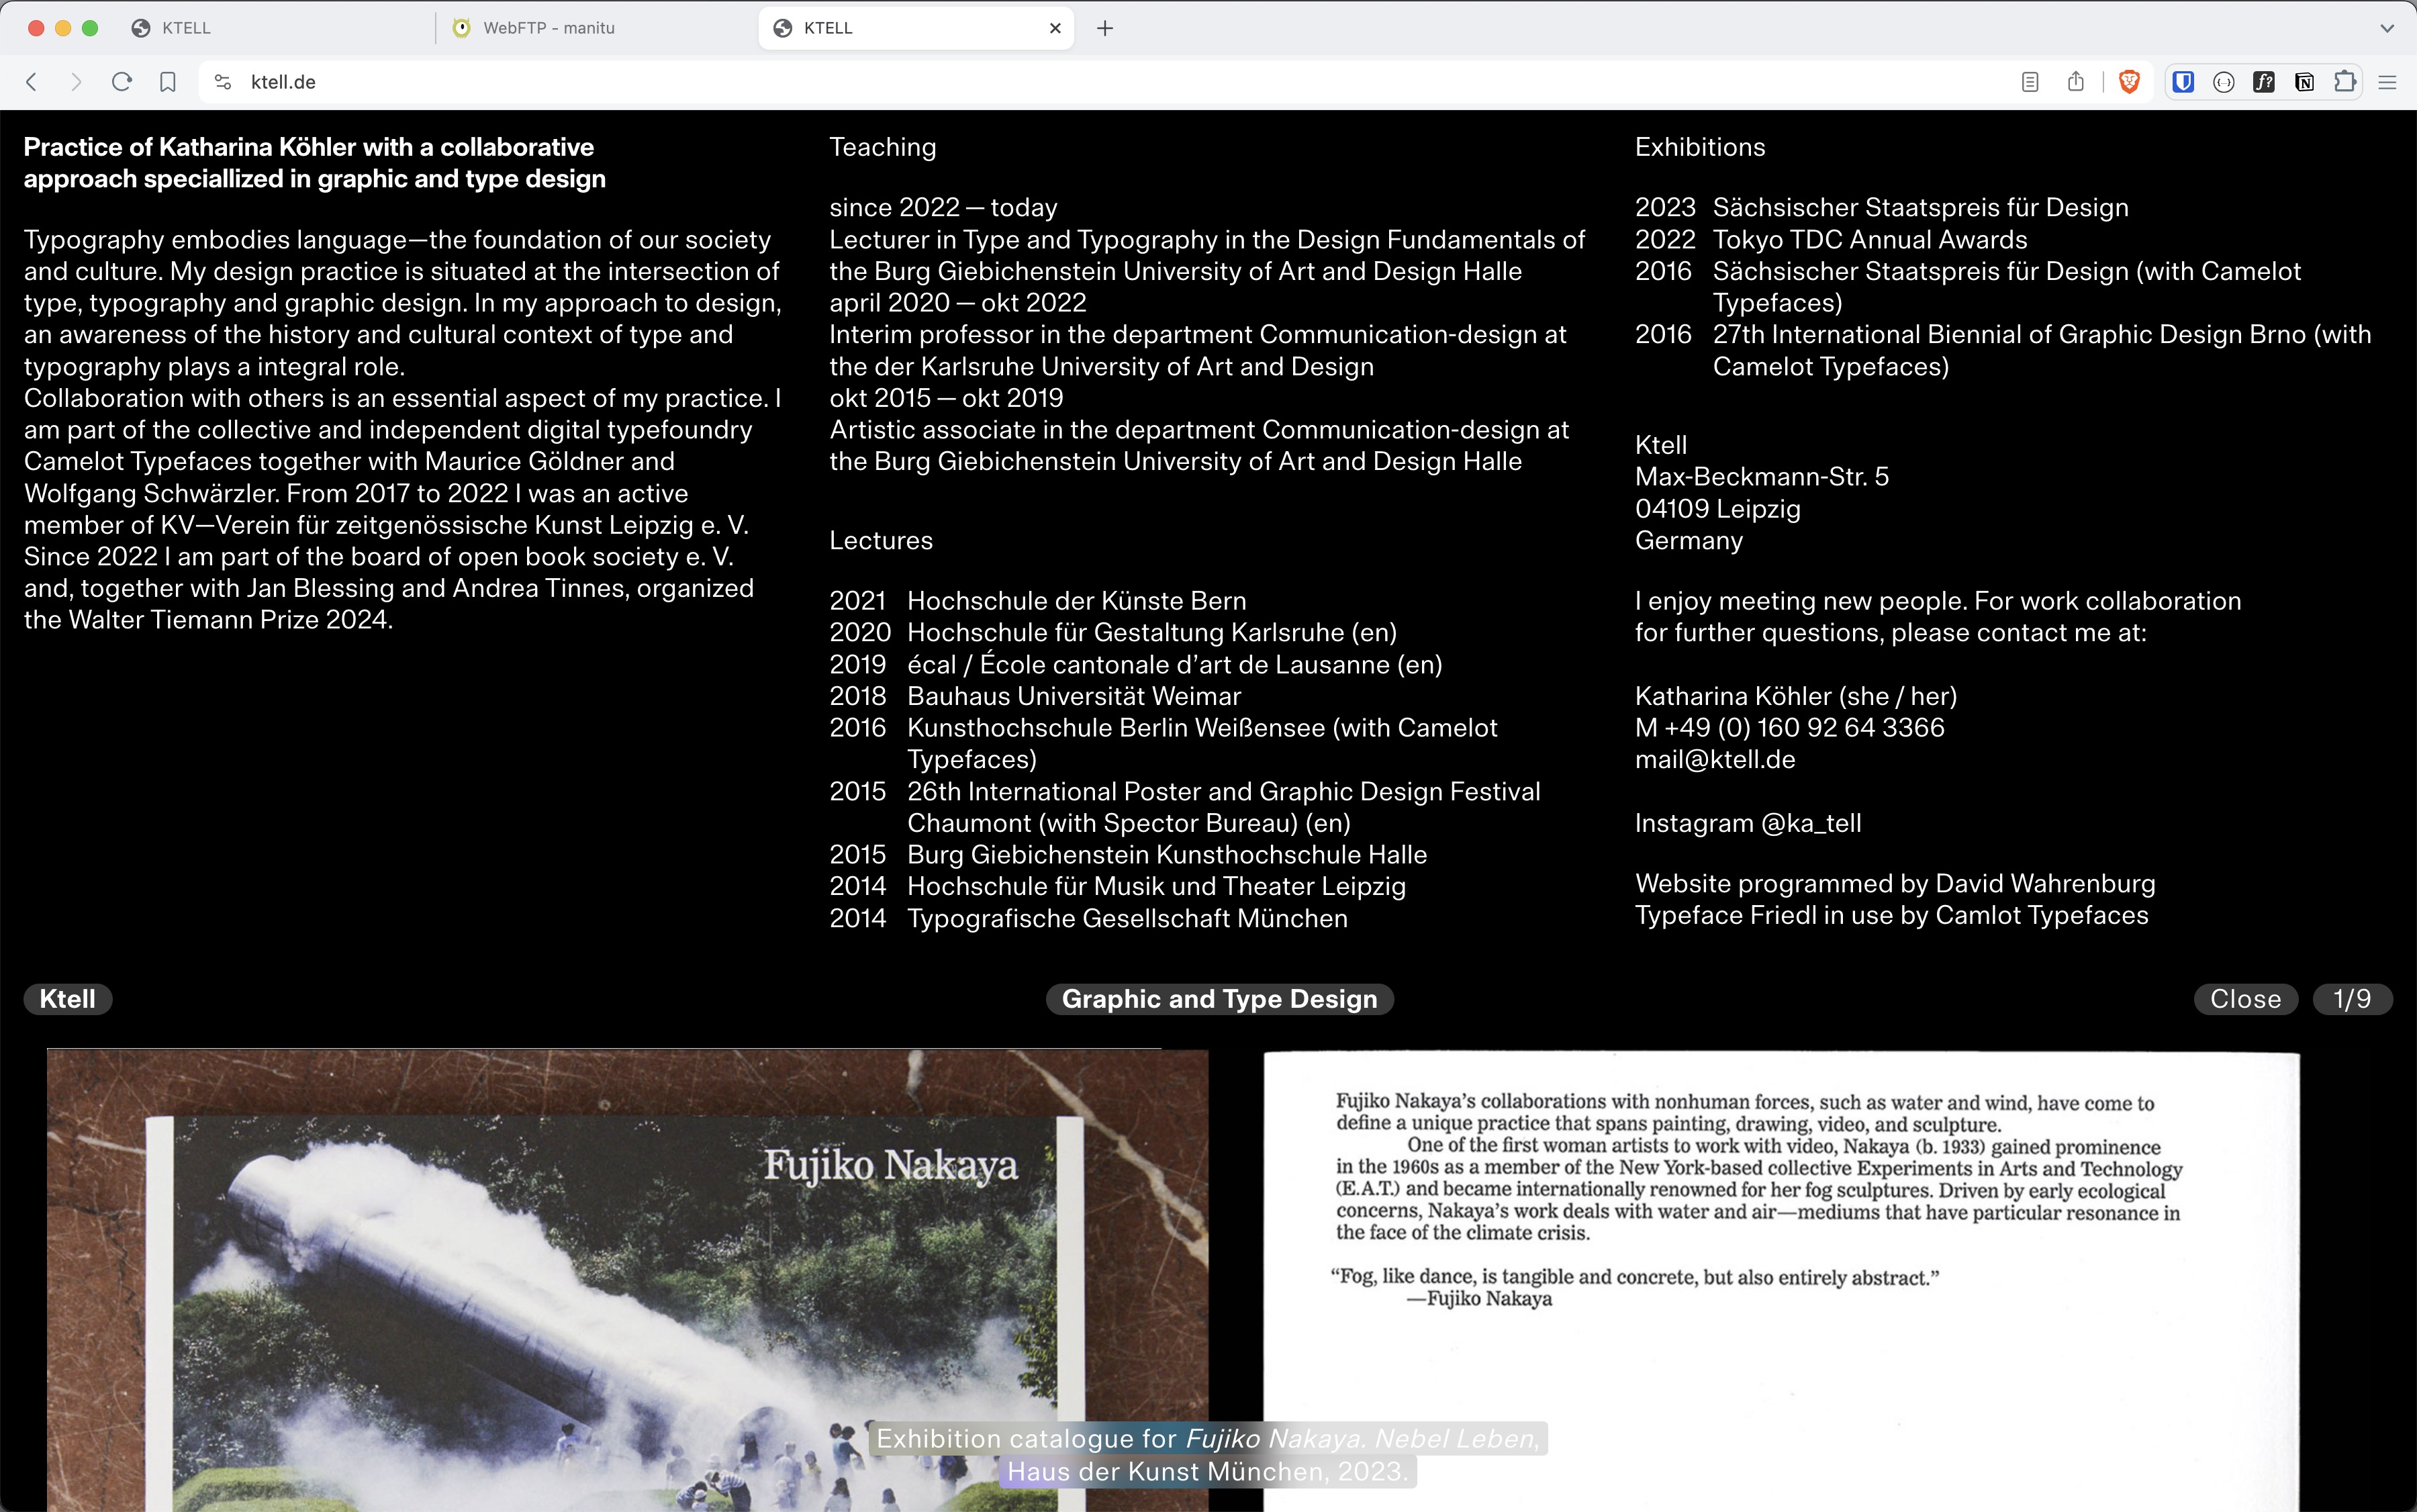 KTELL
WebFTP - manitu
KTELL
ktell.de
Practice of Katharina Köhler with a collaborative
approach speciallized in graphic and type design
Typography embodies language—the foundation of our society
and culture. My design practice is situated at the intersection of
type, typography and graphic design. In my approach to design,
an awareness of the history and cultural context of type and
typography plays a integral role.
Collaboration with others is an essential aspect of my practice. I
am part of the collective and independent digital typefoundry
Camelot Typefaces together with Maurice Göldner and
Wolfgang Schwärzler. From 2017 to 2022 I was an active
member of KV—Verein für zeitgenössische Kunst Leipzig e. V.
Since 2022 I am part of the board of open book society e. V.
and, together with Jan Blessing and Andrea Tinnes, organized
the Walter Tiemann Prize 2024.
Teaching
since 2022 — today
Lecturer in Type and Typography in the Design Fundamentals of
the Burg Giebichenstein University of Art and Design Halle
april 2020 — okt 2022
Interim professor in the department Communication-design at
the der Karlsruhe University of Art and Design
okt 2015 — okt 2019
Artistic associate in the department Communication-design at
the Burg Giebichenstein University of Art and Design Halle
Lectures
2021 Hochschule der Künste Bern
2020 Hochschule für Gestaltung Karlsruhe (en)
2019 écal / École cantonale d’art de Lausanne (en)
2018 Bauhaus Universität Weimar
2016 Kunsthochschule Berlin Weißensee (with Camelot
Typefaces)
2015 26th International Poster and Graphic Design Festival
Chaumont (with Spector Bureau) (en)
2015 Burg Giebichenstein Kunsthochschule Halle
2014 Hochschule für Musik und Theater Leipzig
2014 Typografische Gesellschaft München
Exhibitions
2023 Sächsischer Staatspreis für Design
2022 Tokyo TDC Annual Awards
2016 Sächsischer Staatspreis für Design (with Camelot
Typefaces)
2016 27th International Biennial of Graphic Design Brno (with
Camelot Typefaces)
Ktell
Max-Beckmann-Str. 5
04109 Leipzig
Germany
I enjoy meeting new people. For work collaboration
for further questions, please contact me at:
Katharina Köhler (she / her)
M +49 (0) 160 92 64 3366
mail@ktell.de
Instagram @ka_tell
Website programmed by David Wahrenburg
Typeface Friedl in use by Camlot Typefaces
Ktell
Graphic and Type Design
Close
1/9
Fujiko Nakaya
Fujiko Nakaya’s collaborations with nonhuman forces, such as water and wind, have come to
define a unique practice that spans painting, drawing, video, and sculpture.
One of the first woman artists to work with video, Nakaya (b. 1933) gained prominence
in the 1960s as a member of the New York-based collective Experiments in Arts and Technology
(E.A.T.) and became internationally renowned for her fog sculptures. Driven by early ecological
concerns, Nakaya’s work deals with water and air—mediums that have particular resonance in
the face of the climate crisis.
“Fog, like dance, is tangible and concrete, but also entirely abstract.”
—Fujiko Nakaya
Exhibition catalogue for Fujiko Nakaya. Nebel Leben,
Haus der Kunst München, 2023.